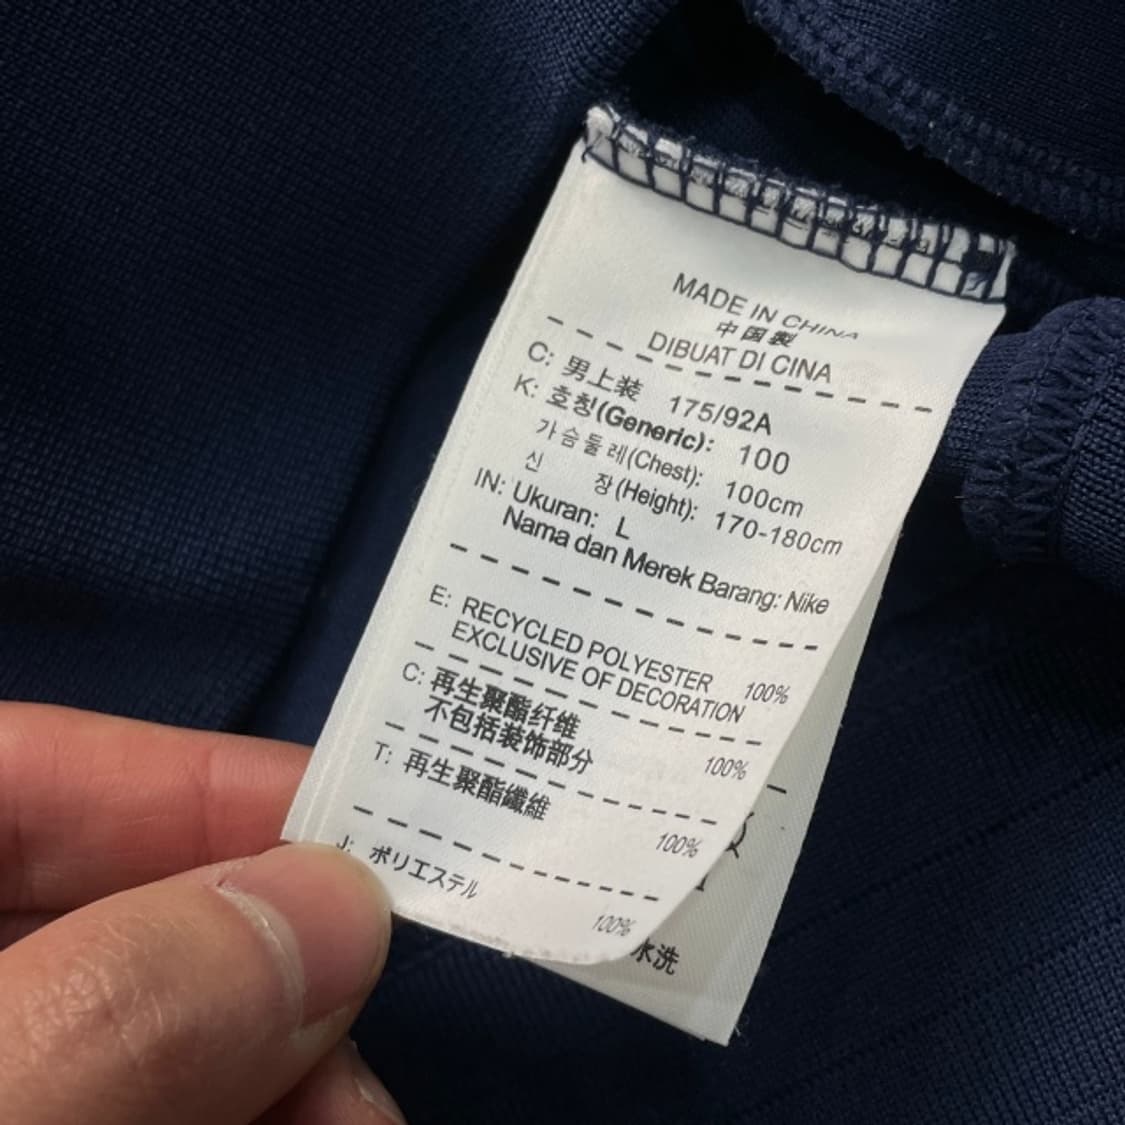 MADE IN CHINA
中国製
DIBUAT DI CINA
C: 男上装 175/92A
K: 호칭(Generic): 100
가슴둘레(Chest): 100cm
신 장(Height): 170-180cm
IN: Ukuran: L
Nama dan Merek Barang: Nike
E: RECYCLED POLYESTER 100%
EXCLUSIVE OF DECORATION
C: 再生聚酯纤维 100%
不包括装饰部分
T: 再生聚酯纖維 100%
J: ポリエステル 100%
水洗